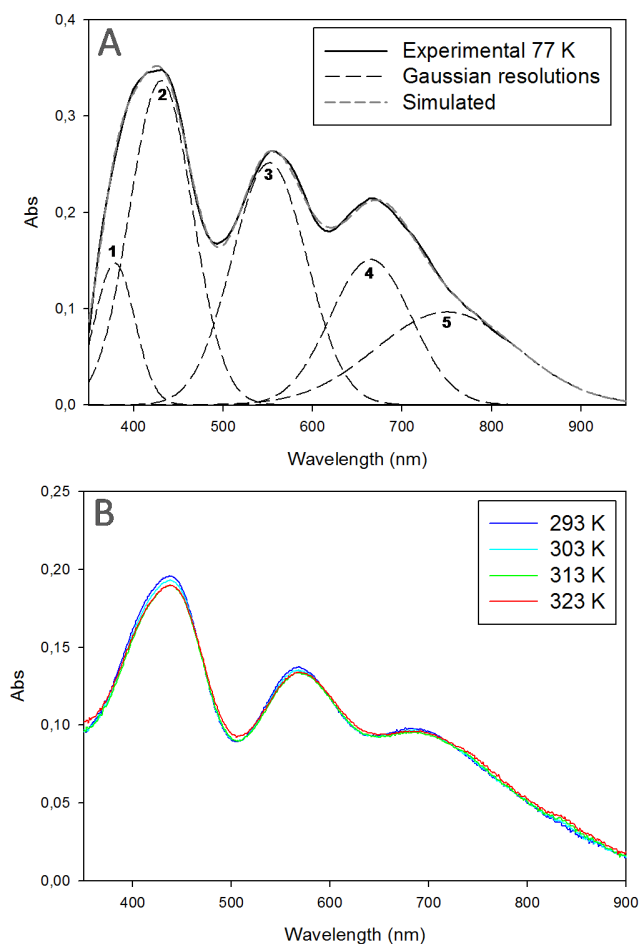 A
Experimental 77 K
Gaussian resolutions
Simulated
0,4
0,3
0,2
0,1
0,0
Abs
1
2
3
4
5
400 500 600 700 800 900
Wavelength (nm)
B
293 K
303 K
313 K
323 K
0,25
0,20
0,15
0,10
0,05
0,00
Abs
400 500 600 700 800 900
Wavelength (nm)